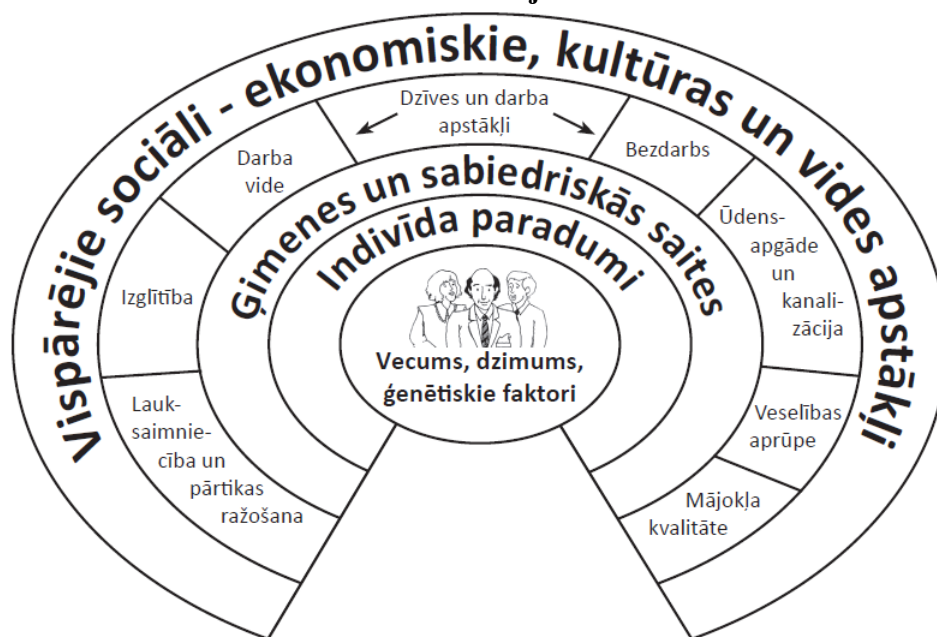 Vispārējie sociāli - ekonomiskie, kultūras un vides apstākļi
Dzīves un darba
apstākļi
Darba
vide
Bezdarbs
Izglītība
Ūdens-
apgāde
un
kanali-
zācija
Lauk-
saimnie-
cība un
pārtikas
ražošana
Veselības
aprūpe
Mājokļa
kvalitāte
Ģimenes un sabiedriskās saites
Indivīda paradumi
Vecums, dzimums,
ģenētiskie faktori